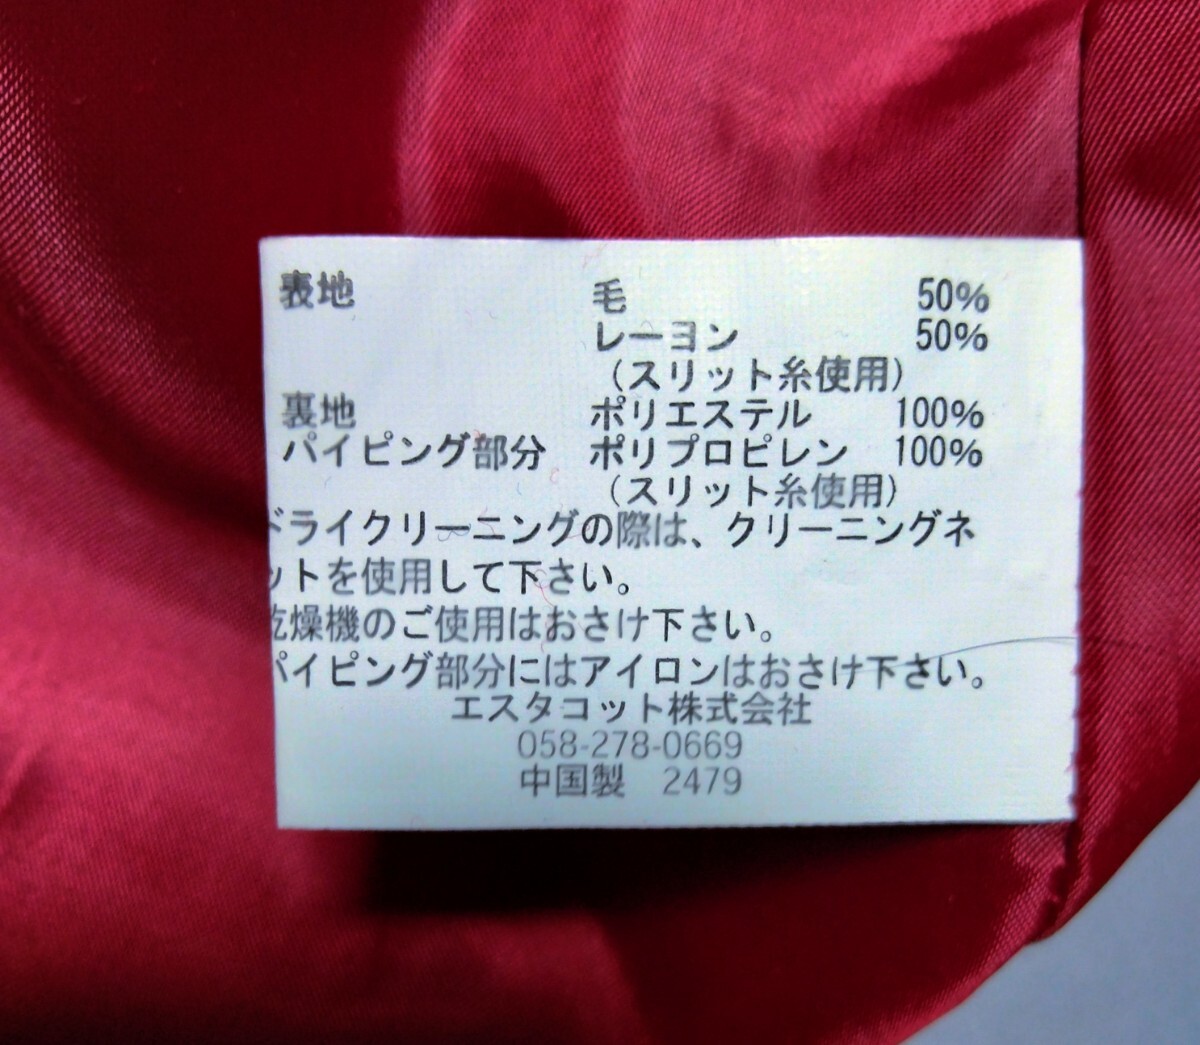 表地 毛 50%
レーヨン 50%
(スリット糸使用)
裏地 ポリエステル 100%
パイピング部分 ポリプロピレン 100%
(スリット糸使用)
ドライクリーニングの際は、クリーニングネ
ットを使用して下さい。
乾燥機のご使用はおさけ下さい。
パイピング部分にはアイロンはおさけ下さい。
エスタコット株式会社
058-278-0669
中国製 2479